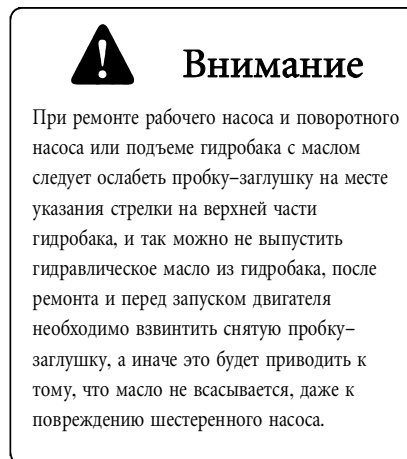 Внимание
При ремонте рабочего насоса и поворотного
насоса или подъеме гидробака с маслом
следует ослабеть пробку–заглушку на месте
указания стрелки на верхней части
гидробака, и так можно не выпустить
гидравлическое масло из гидробака, после
ремонта и перед запуском двигателя
необходимо взвинтить снятую пробку–
заглушку, а иначе это будет приводить к
тому, что масло не всасывается, даже к
повреждению шестеренного насоса.